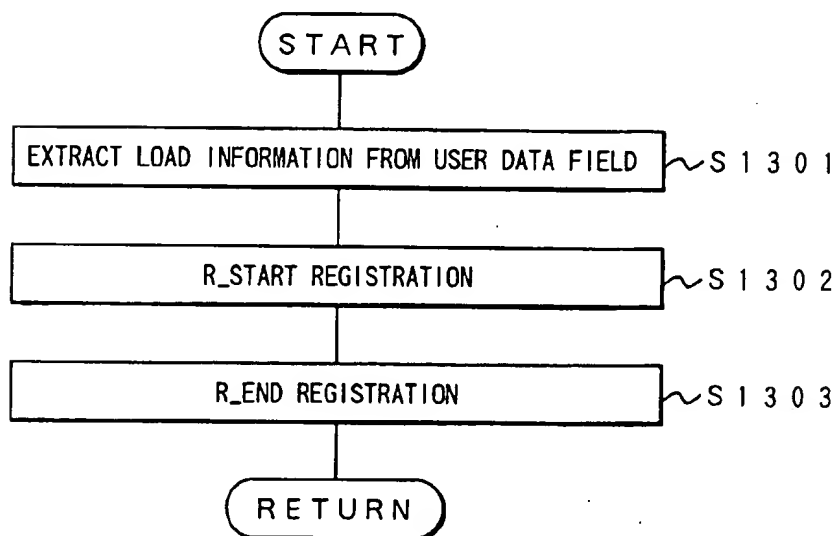 START
EXTRACT LOAD INFORMATION FROM USER DATA FIELD S1301
R_START REGISTRATION S1302
R_END REGISTRATION S1303
RETURN